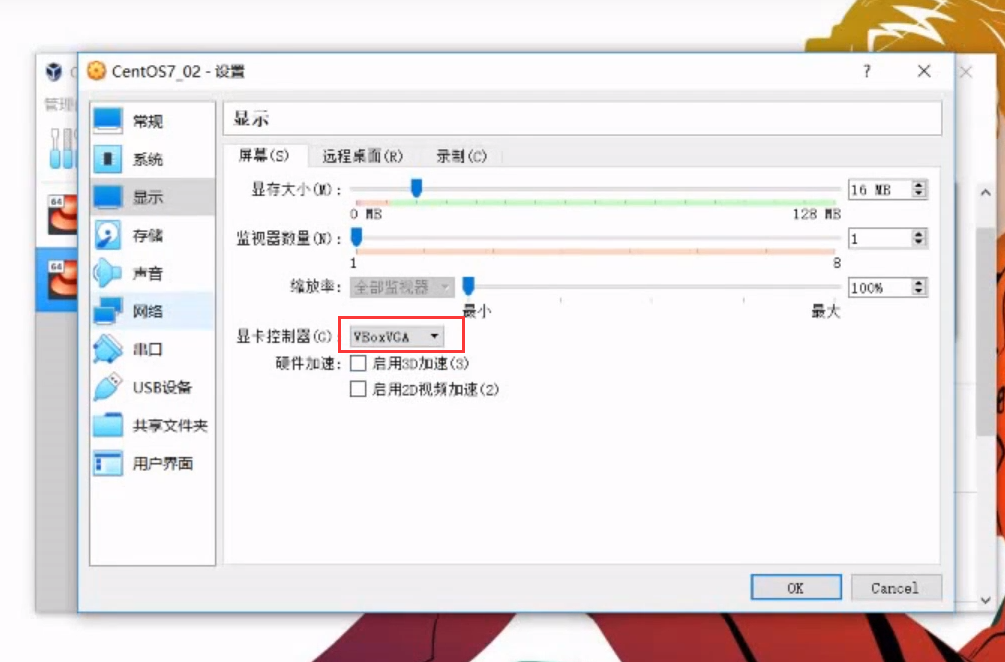 CentOS7_02 - 设置
?
管理
常规
系统
显示
存储
声音
网络
串口
USB设备
共享文件夹
用户界面
64
64
显示
屏幕(S) 远程桌面(R) 录制(C)
显存大小(M): 16 MB
0 MB 128 MB
监视器数量(N): 1
1 8
缩放率: 全部监视器 100%
最小 最大
显卡控制器(G) VBoxVGA
硬件加速: 启用3D加速(3)
启用2D视频加速(2)
OK Cancel